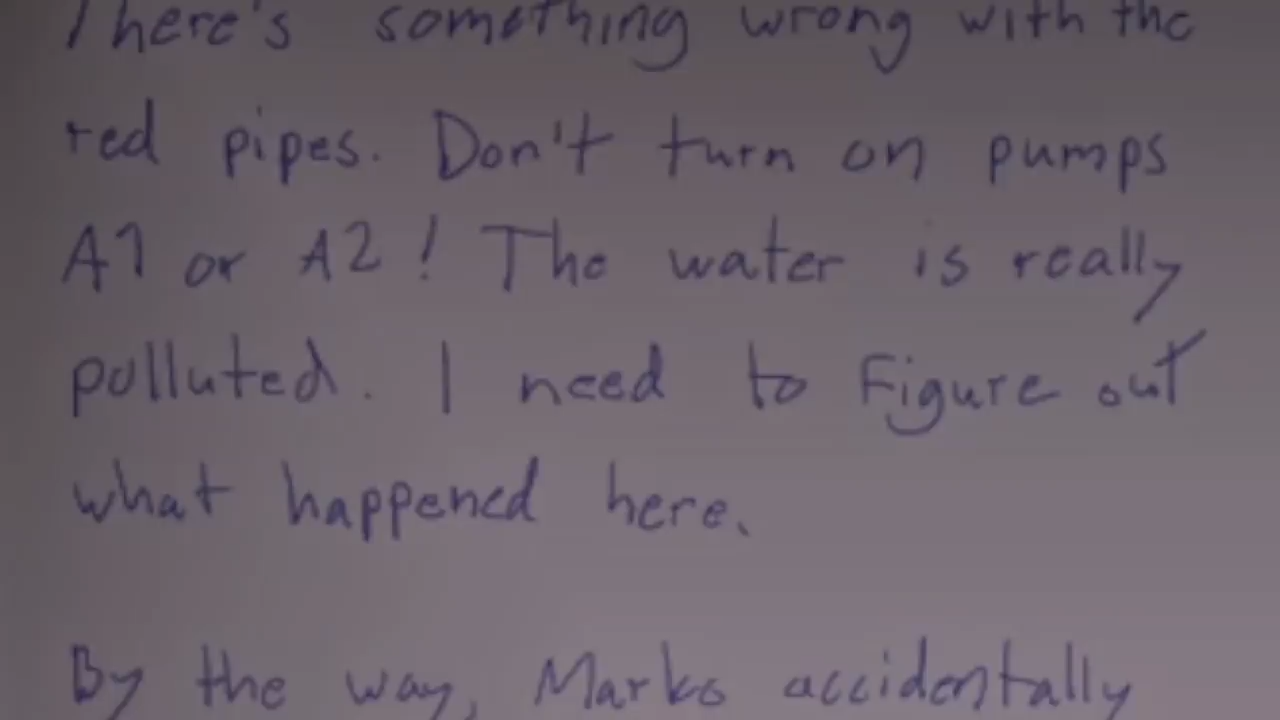 There's something wrong with the
red pipes. Don't turn on pumps
A1 or A2! The water is really
polluted. I need to Figure out
what happened here.
By the way, Marko accidentally